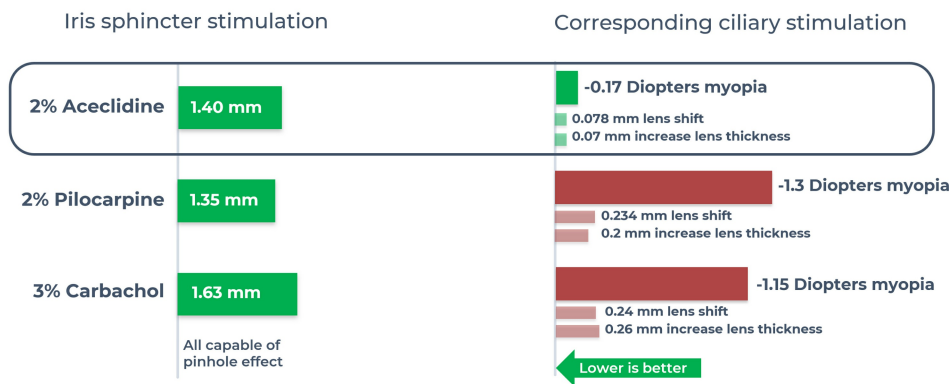 Iris sphincter stimulation
Corresponding ciliary stimulation
2% Aceclidine
1.40 mm
-0.17 Diopters myopia
0.078 mm lens shift
0.07 mm increase lens thickness
2% Pilocarpine
1.35 mm
-1.3 Diopters myopia
0.234 mm lens shift
0.2 mm increase lens thickness
3% Carbachol
1.63 mm
-1.15 Diopters myopia
0.24 mm lens shift
0.26 mm increase lens thickness
All capable of
pinhole effect
Lower is better